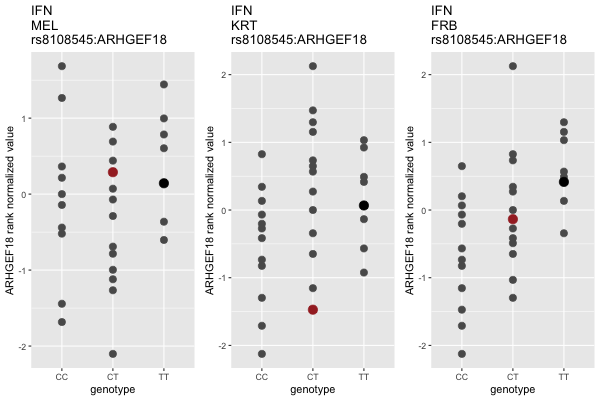 IFN
MEL
rs8108545:ARHGEF18
IFN
KRT
rs8108545:ARHGEF18
IFN
FRB
rs8108545:ARHGEF18
ARHGEF18 rank normalized value
1
0
-1
-2
CC
CT
TT
genotype
ARHGEF18 rank normalized value
2
1
0
-1
-2
CC
CT
TT
genotype
ARHGEF18 rank normalized value
2
1
0
-1
-2
CC
CT
TT
genotype